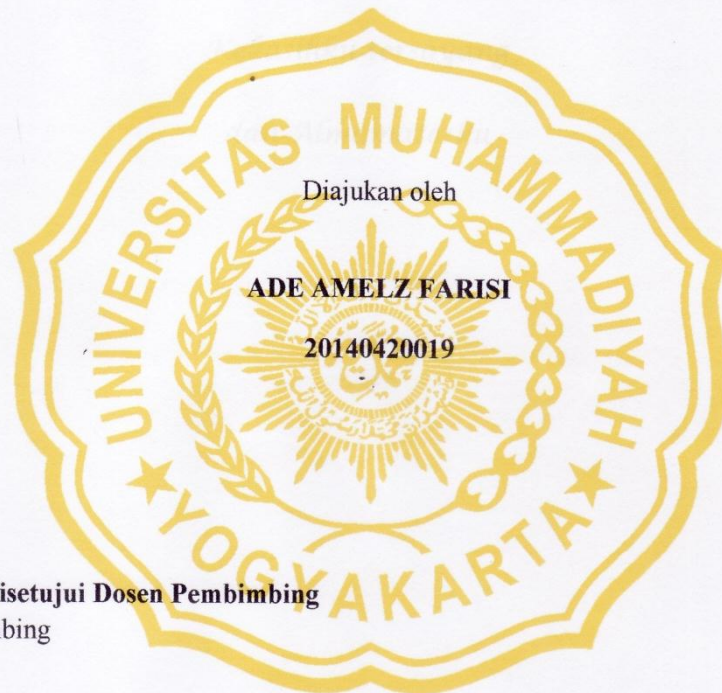 UNIVERSITAS MUHAMMADIYAH
Diajukan oleh
ADE AMELZ FARISI
20140420019
YOGYAKARTA
isetujui Dosen Pembimbing
bing